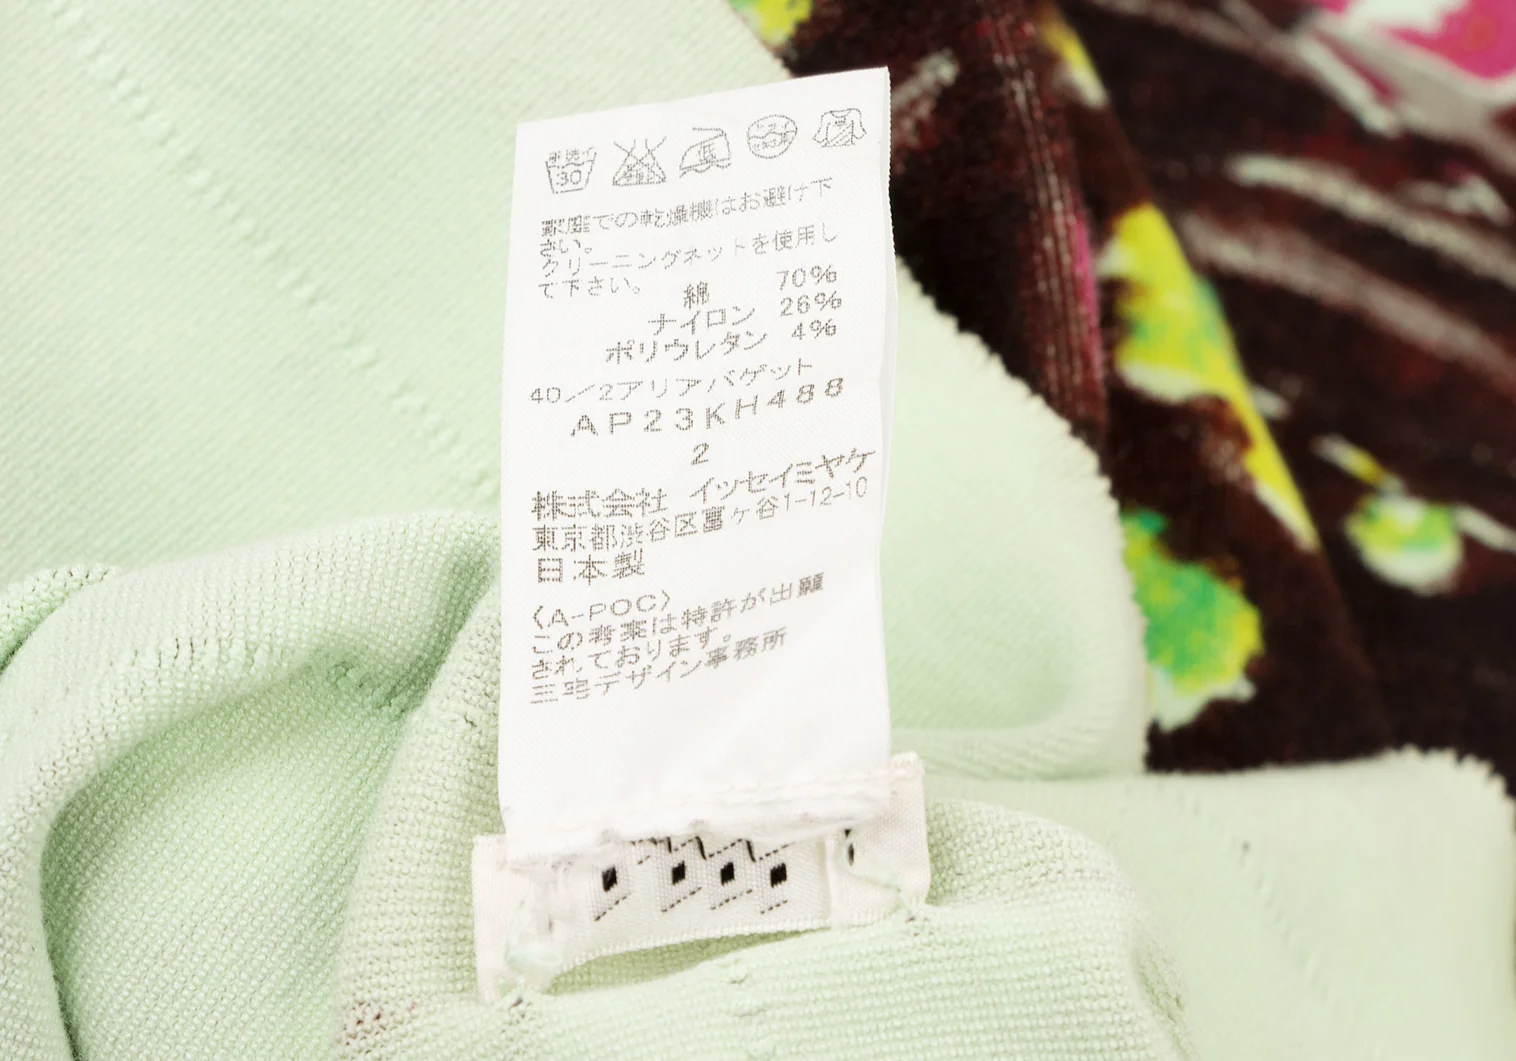 30
家庭での乾燥機はお避け下
さい。
クリーニングネットを使用し
て下さい。
綿 70%
ナイロン 26%
ポリウレタン 4%
40／2アリアバゲット
AP23KH488
2
株式会社 イッセイミヤケ
東京都渋谷区富ヶ谷1-12-10
日本製
〈A-POC〉
この考案は特許が出願
されております。
三宅デザイン事務所